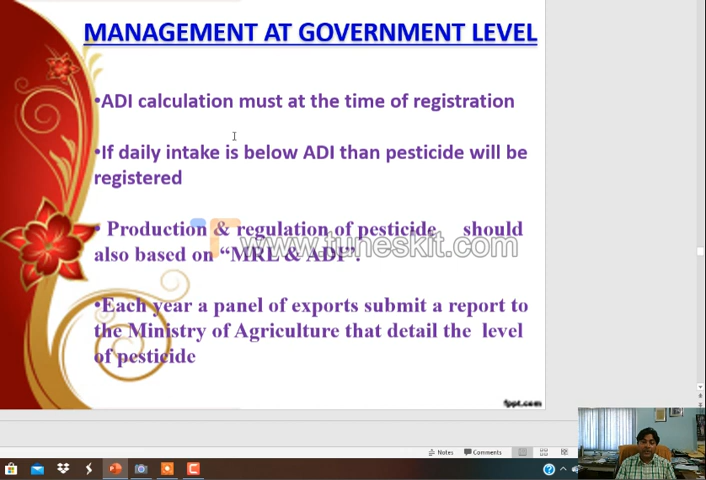 MANAGEMENT AT GOVERNMENT LEVEL
•ADI calculation must at the time of registration
•If daily intake is below ADI than pesticide will be
registered
• Production & regulation of pesticide should
also based on “MRL & ADI”.
www.tuneskit.com
•Each year a panel of exports submit a report to
the Ministry of Agriculture that detail the level
of pesticide
fppt.com
Notes Comments